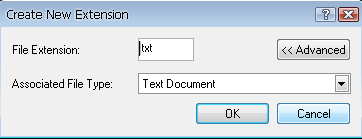 Create New Extension
File Extension: txt << Advanced
Associated File Type: Text Document
OK Cancel